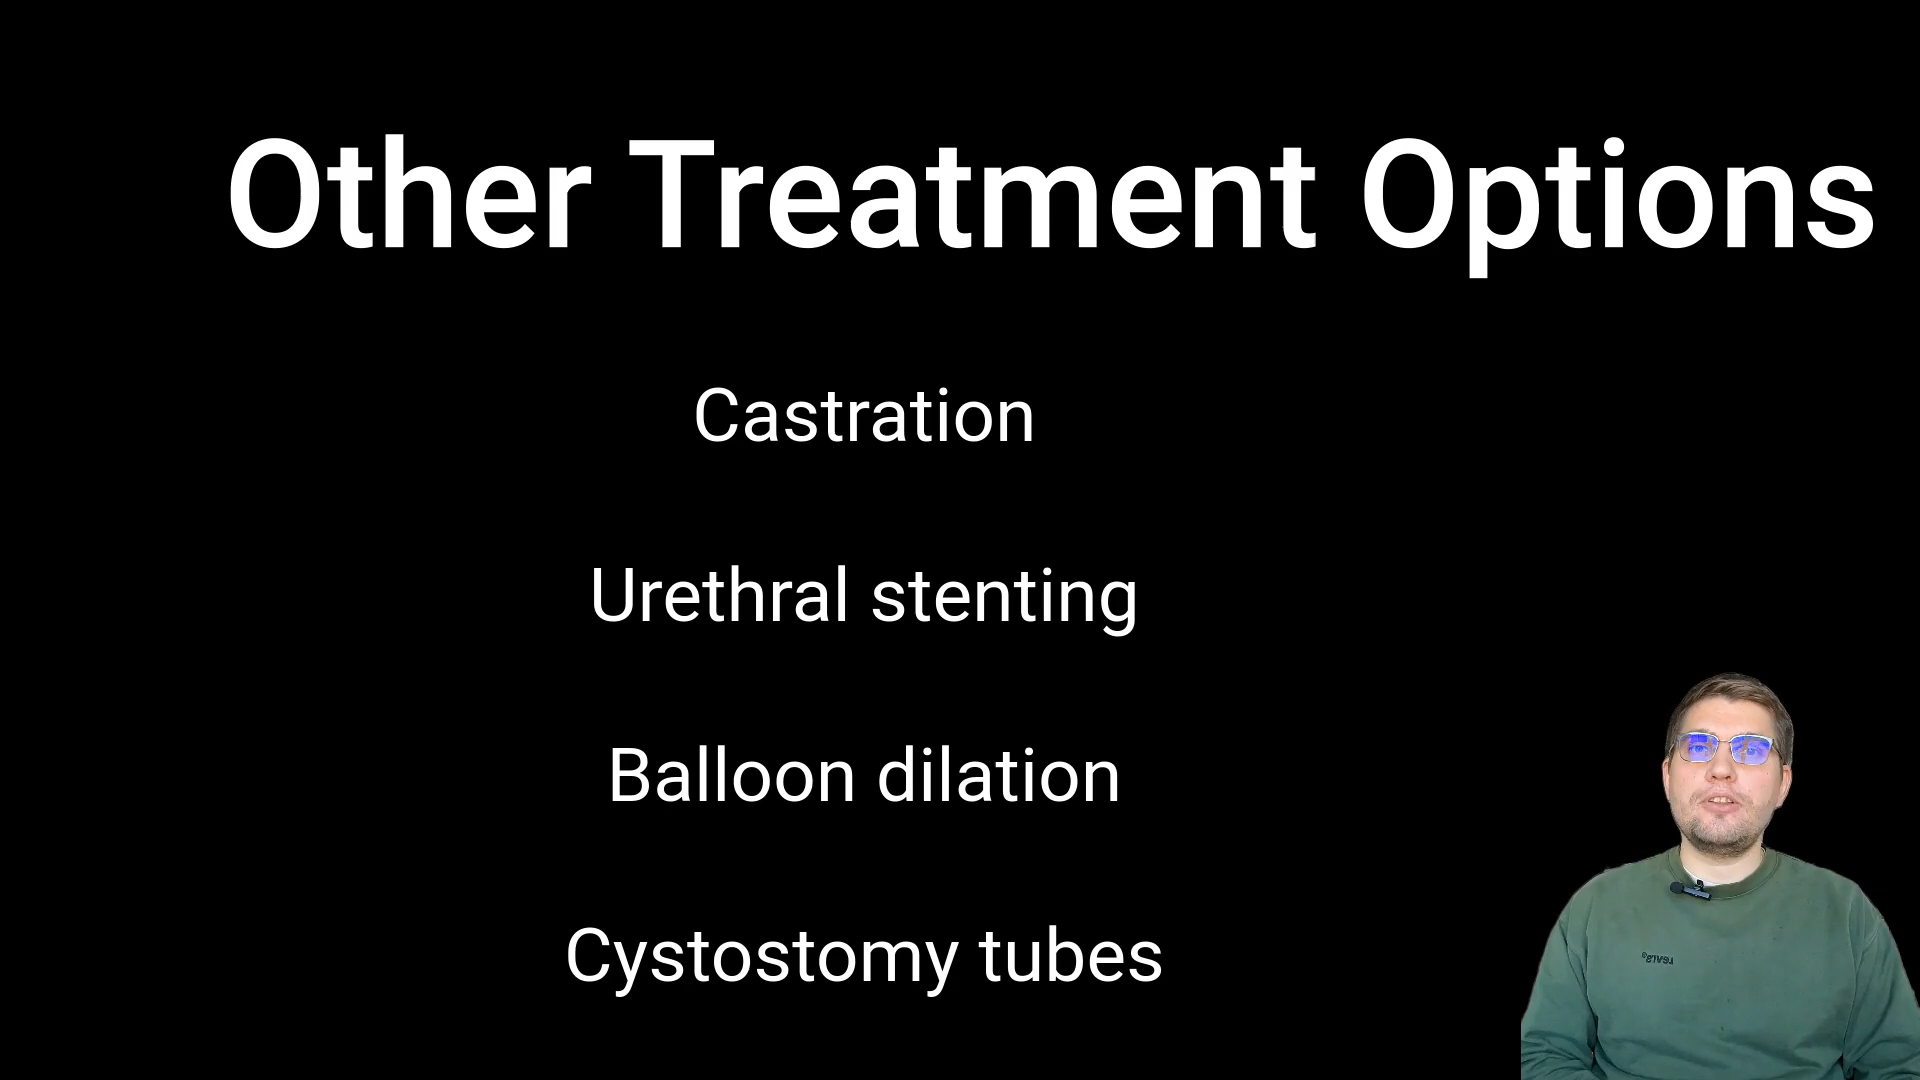 Other Treatment Options
Castration
Urethral stenting
Balloon dilation
Cystostomy tubes